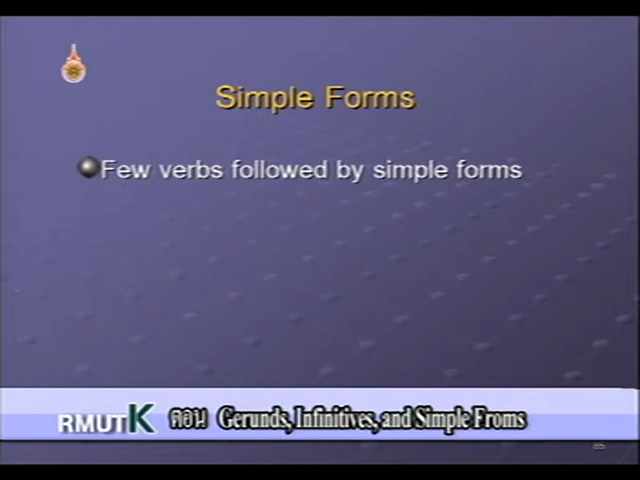 Simple Forms
Few verbs followed by simple forms
RMUTK ตอน Gerunds, Infinitives, and Simple Froms